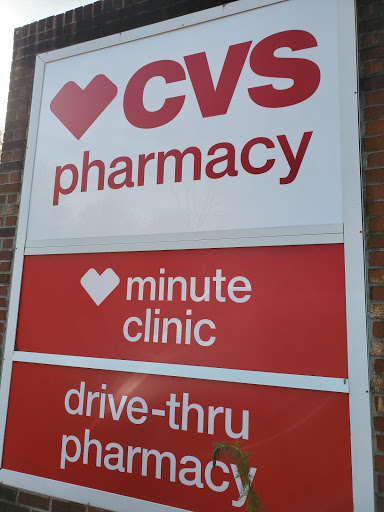 CVS
pharmacy
minute
clinic
drive-thru
pharmacy